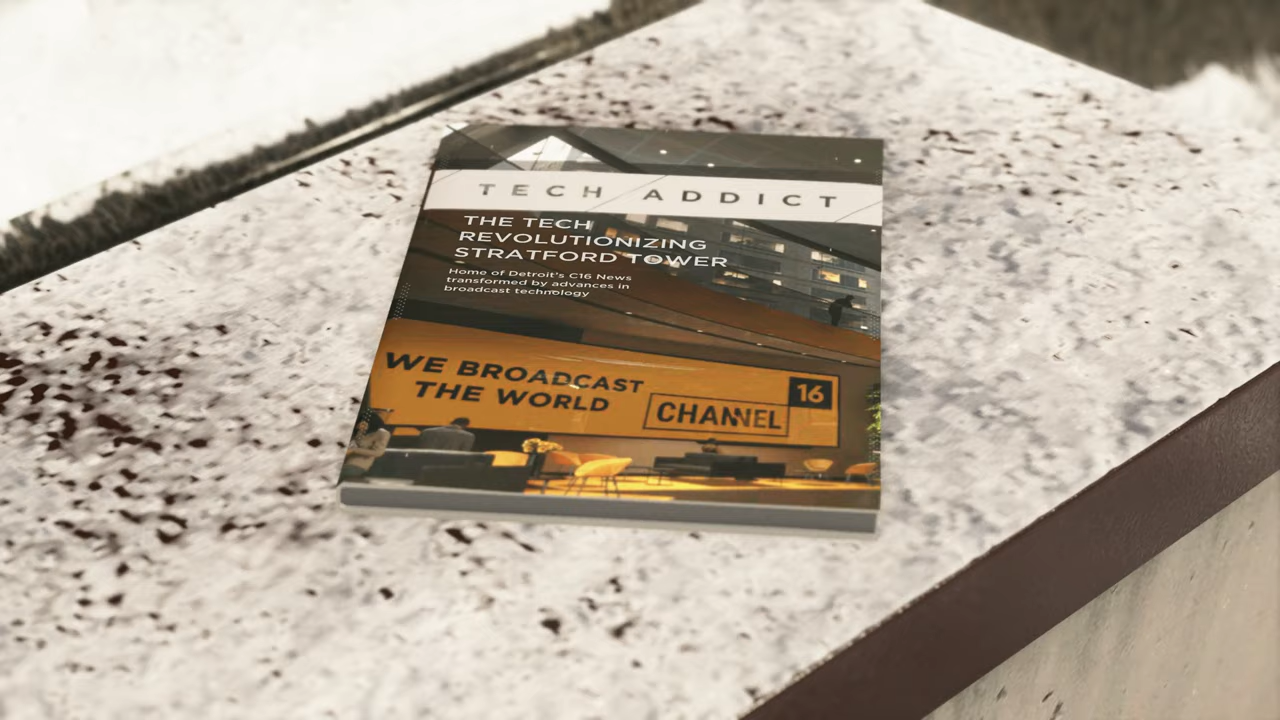 TECH ADDICT
THE TECH
REVOLUTIONIZING
STRATFORD TOWER
Home of Detroit's C16 News
transformed by advances in
broadcast technology
WE BROADCAST
THE WORLD
CHANNEL
16